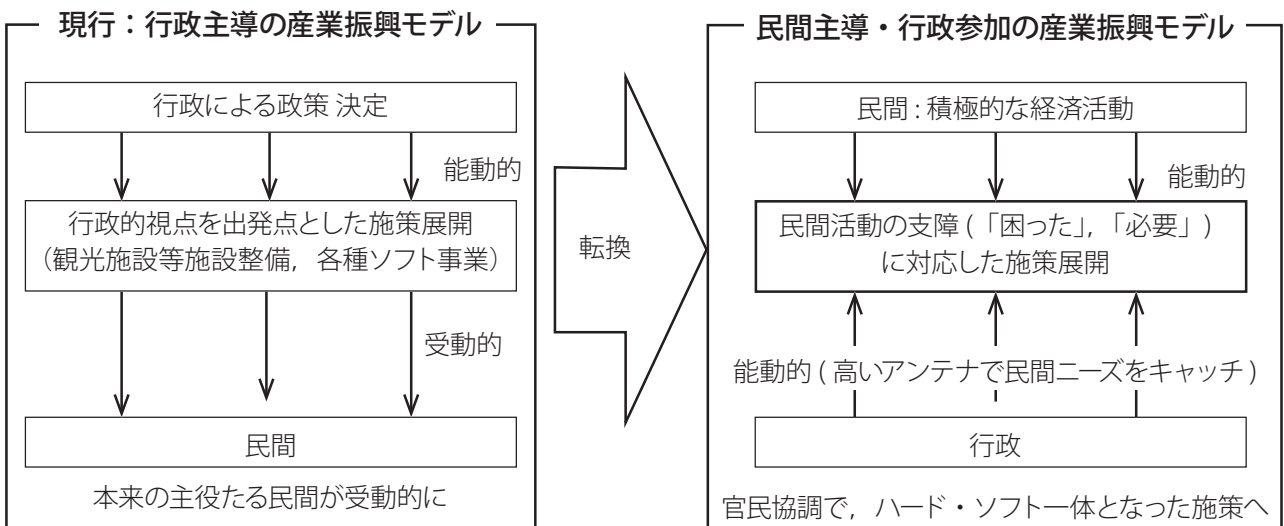 現行：行政主導の産業振興モデル
行政による政策 決定
能動的
行政的視点を出発点とした施策展開
（観光施設等施設整備，各種ソフト事業）
受動的
民間
本来の主役たる民間が受動的に
転換
民間主導・行政参加の産業振興モデル
民間 : 積極的な経済活動
能動的
民間活動の支障 (「困った」,「必要」)
に対応した施策展開
能動的 ( 高いアンテナで民間ニーズをキャッチ )
行政
官民協調で，ハード・ソフト一体となった施策へ